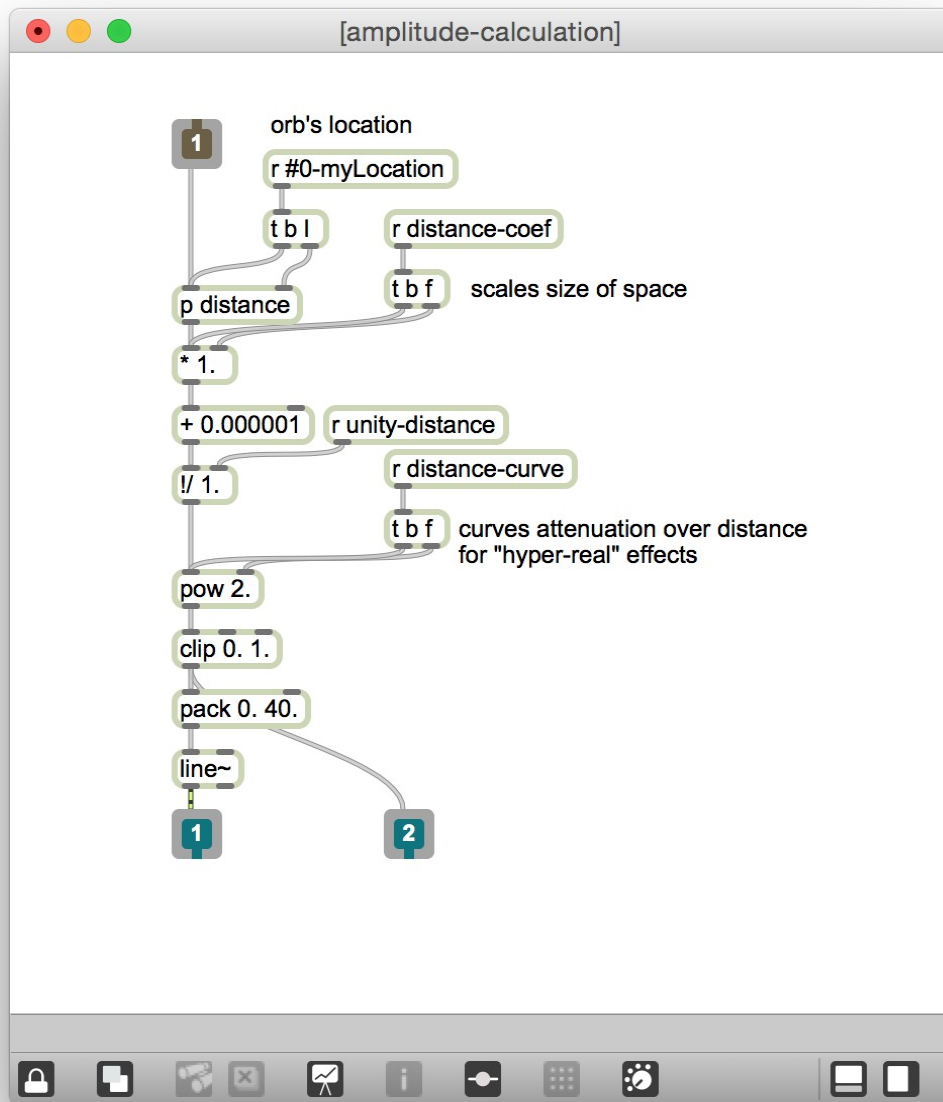 [amplitude-calculation]
1
orb's location
r #0-myLocation
t b l
r distance-coef
p distance
t b f
scales size of space
* 1.
+ 0.000001
r unity-distance
!/ 1.
r distance-curve
t b f
curves attenuation over distance
for "hyper-real" effects
pow 2.
clip 0. 1.
pack 0. 40.
line~
1
2